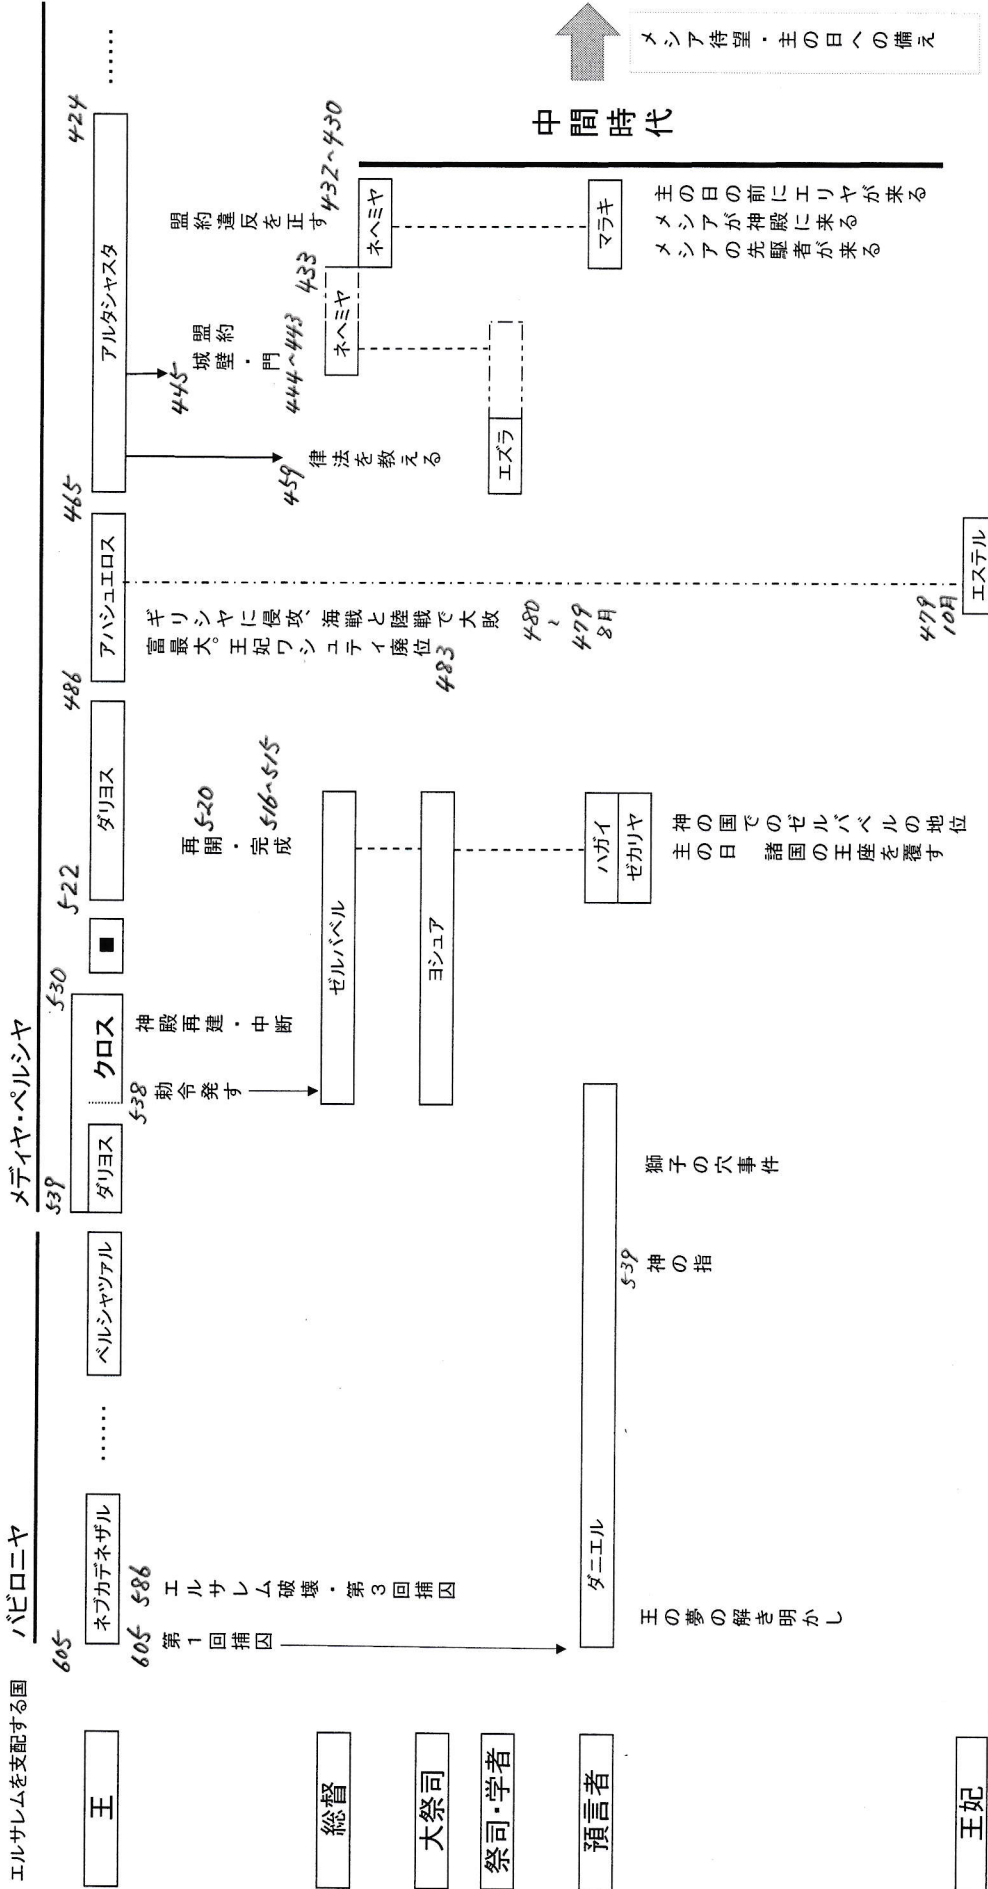 エルサレムを支配する国
バビロニヤ
メディヤ・ペルシヤ
王
605
ネブカデネザル
……
ベルシャツァル
539
ダリヨス
クロス
530
■
522
ダリヨス
486
アハシュエロス
465
アルタシャスタ
424
……
605
第1回捕囚
586
エルサレム破壊・第3回捕囚
538
勅令発す
神殿再建・中断
再開・完成
520
516~515
富最大。王妃ワシュティ廃位
483
ギリシヤに侵攻、海戦と陸戦で大敗
480
~
479
8月
459
律法を教える
445
城壁・門
盟約
444~443
433
盟約違反を正す
432~430
総督
ゼルバベル
ネヘミヤ
ネヘミヤ
大祭司
ヨシュア
祭司・学者
エズラ
預言者
ダニエル
王の夢の解き明かし
539
神の指
獅子の穴事件
ハガイ
ゼカリヤ
主の日 諸国の王座を覆す
神の国でのゼルバベルの地位
マラキ
メシアの先駆者が来る
メシアが神殿に来る
主の日の前にエリヤが来る
中間時代
メシア待望・主の日への備え
王妃
479
10月
エステル